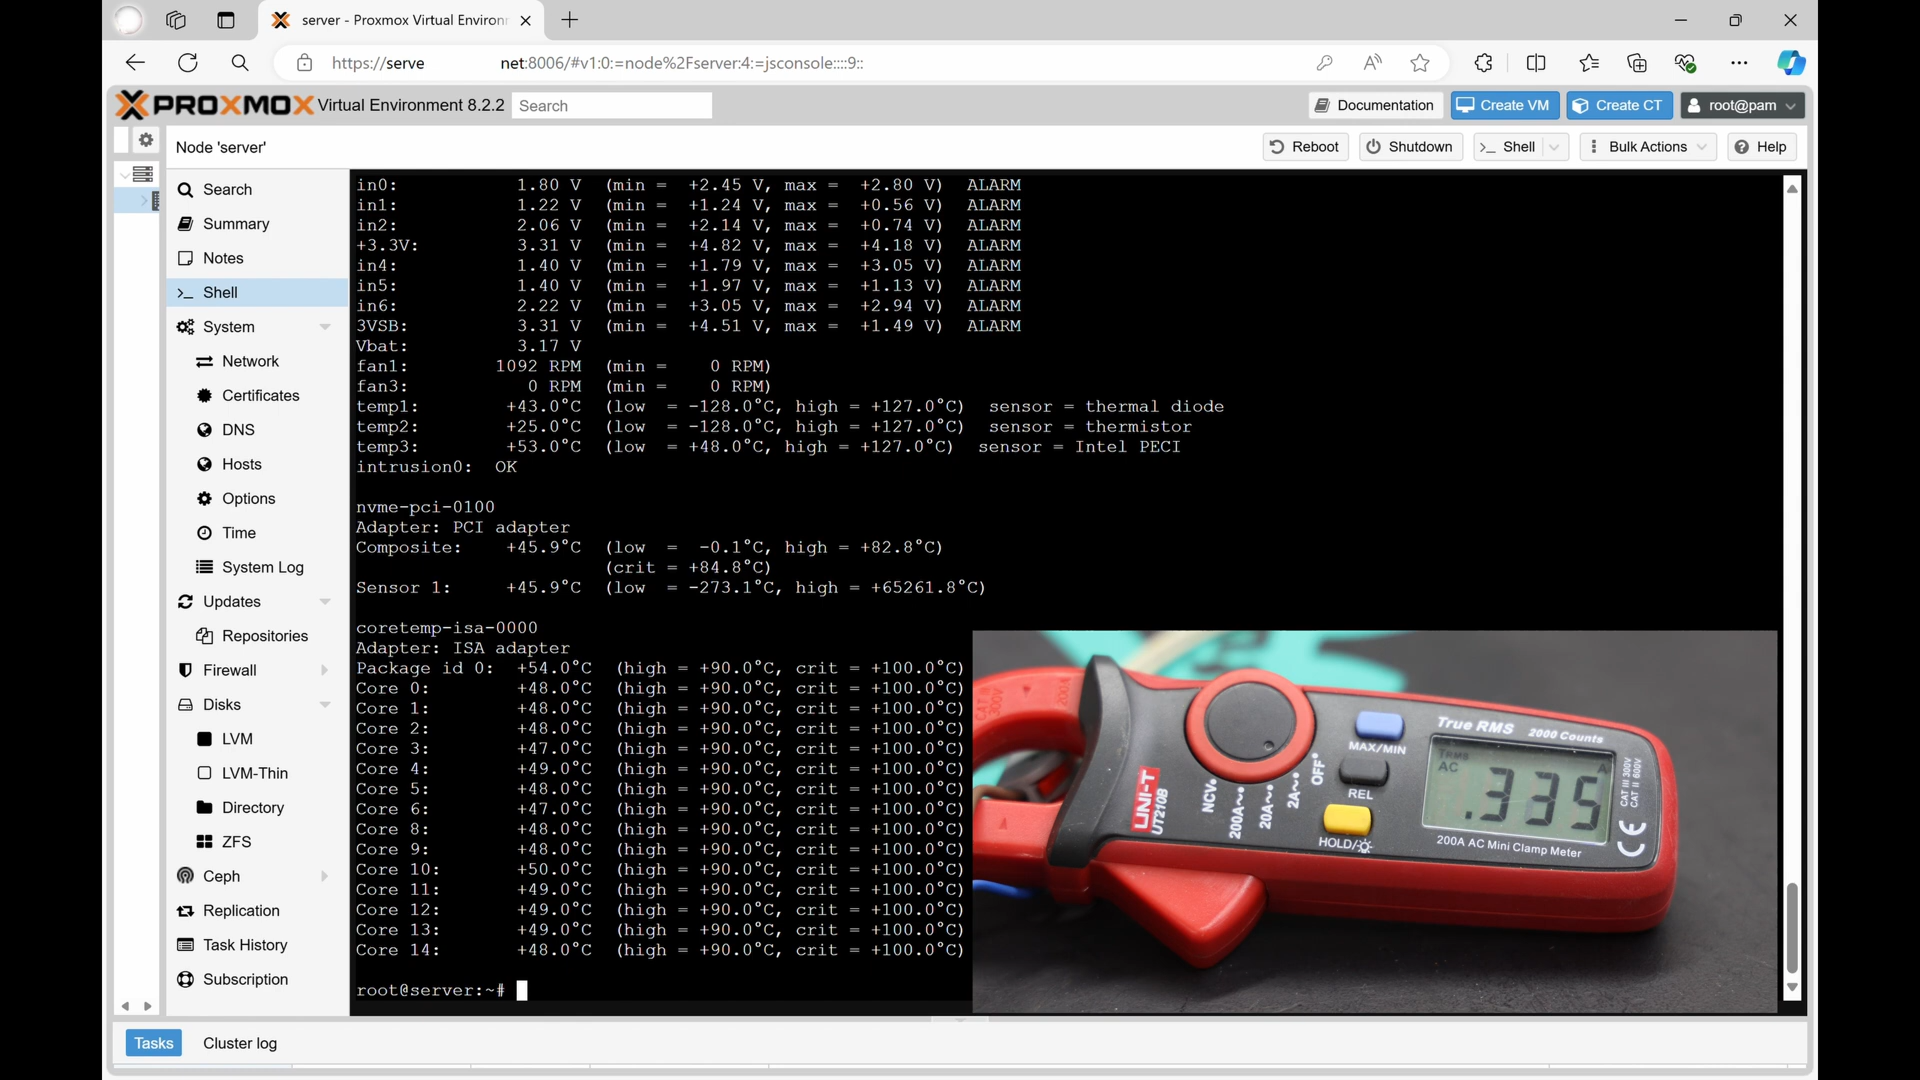 server - Proxmox Virtual Environ
https://serve net:8006/#v1:0:=node%2Fserver:4:=jsconsole::::9::
PROXMOX Virtual Environment 8.2.2 Search
Documentation Create VM Create CT root@pam
Node 'server' Reboot Shutdown >_ Shell Bulk Actions Help
Search
Summary
Notes
>_ Shell
System
Network
Certificates
DNS
Hosts
Options
Time
System Log
Updates
Repositories
Firewall
Disks
LVM
LVM-Thin
Directory
ZFS
Ceph
Replication
Task History
Subscription
in0: 1.80 V (min = +2.45 V, max = +2.80 V) ALARM
in1: 1.22 V (min = +1.24 V, max = +0.56 V) ALARM
in2: 2.06 V (min = +2.14 V, max = +0.74 V) ALARM
+3.3V: 3.31 V (min = +4.82 V, max = +4.18 V) ALARM
in4: 1.40 V (min = +1.79 V, max = +3.05 V) ALARM
in5: 1.40 V (min = +1.97 V, max = +1.13 V) ALARM
in6: 2.22 V (min = +3.05 V, max = +2.94 V) ALARM
3VSB: 3.31 V (min = +4.51 V, max = +1.49 V) ALARM
Vbat: 3.17 V
fan1: 1092 RPM (min = 0 RPM)
fan3: 0 RPM (min = 0 RPM)
temp1: +43.0°C (low = -128.0°C, high = +127.0°C) sensor = thermal diode
temp2: +25.0°C (low = -128.0°C, high = +127.0°C) sensor = thermistor
temp3: +53.0°C (low = +48.0°C, high = +127.0°C) sensor = Intel PECI
intrusion0: OK
nvme-pci-0100
Adapter: PCI adapter
Composite: +45.9°C (low = -0.1°C, high = +82.8°C)
(crit = +84.8°C)
Sensor 1: +45.9°C (low = -273.1°C, high = +65261.8°C)
coretemp-isa-0000
Adapter: ISA adapter
Package id 0: +54.0°C (high = +90.0°C, crit = +100.0°C)
Core 0: +48.0°C (high = +90.0°C, crit = +100.0°C)
Core 1: +48.0°C (high = +90.0°C, crit = +100.0°C)
Core 2: +48.0°C (high = +90.0°C, crit = +100.0°C)
Core 3: +47.0°C (high = +90.0°C, crit = +100.0°C)
Core 4: +49.0°C (high = +90.0°C, crit = +100.0°C)
Core 5: +48.0°C (high = +90.0°C, crit = +100.0°C)
Core 6: +47.0°C (high = +90.0°C, crit = +100.0°C)
Core 8: +48.0°C (high = +90.0°C, crit = +100.0°C)
Core 9: +48.0°C (high = +90.0°C, crit = +100.0°C)
Core 10: +50.0°C (high = +90.0°C, crit = +100.0°C)
Core 11: +49.0°C (high = +90.0°C, crit = +100.0°C)
Core 12: +49.0°C (high = +90.0°C, crit = +100.0°C)
Core 13: +49.0°C (high = +90.0°C, crit = +100.0°C)
Core 14: +48.0°C (high = +90.0°C, crit = +100.0°C)
root@server:~#
CAT III 300V
200A
UNI-T
UT210B
NCV
200A~
20A~
2A~
OFF
MAX/MIN
REL
HOLD/
True RMS 2000 Counts
TRMS
AC A
.335
200A AC Mini Clamp Meter
CAT III 300V
CAT II 600V
CE
Tasks Cluster log